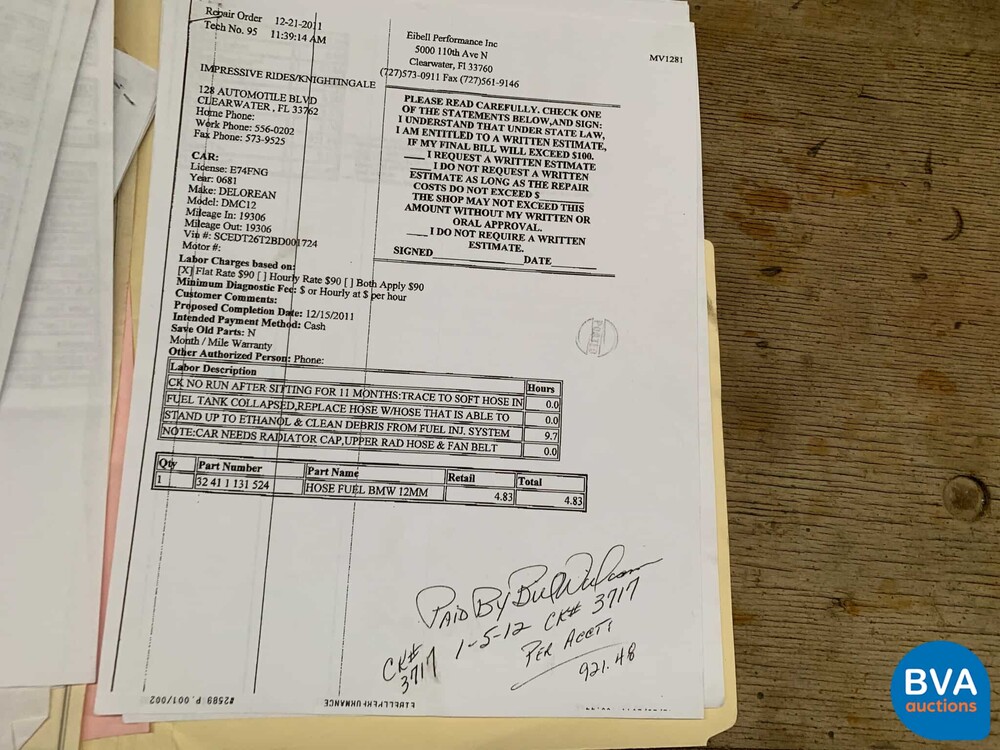 Repair Order 12-21-2011
Tech No. 95 11:39:14 AM
Eibell Performance Inc
5000 110th Ave N
Clearwater, Fl 33760
(727)573-0911 Fax (727)561-9146
MV1281
IMPRESSIVE RIDES/KNIGHTINGALE
128 AUTOMOTILE BLVD
CLEARWATER , FL 33762
Home Phone:
Work Phone: 556-0202
Fax Phone: 573-9525
CAR:
License: E74FNG
Year: 0681
Make: DELOREAN
Model: DMC12
Mileage In: 19306
Mileage Out: 19306
Vin #: SCEDT26T2BD001724
Motor #:
PLEASE READ CAREFULLY. CHECK ONE
OF THE STATEMENTS BELOW,AND SIGN:
I UNDERSTAND THAT UNDER STATE LAW,
I AM ENTITLED TO A WRITTEN ESTIMATE,
IF MY FINAL BILL WILL EXCEED $100.
____ I REQUEST A WRITTEN ESTIMATE
____ I DO NOT REQUEST A WRITTEN
ESTIMATE AS LONG AS THE REPAIR
COSTS DO NOT EXCEED $________
THE SHOP MAY NOT EXCEED THIS
AMOUNT WITHOUT MY WRITTEN OR
ORAL APPROVAL.
____ I DO NOT REQUIRE A WRITTEN
ESTIMATE.
SIGNED________________DATE________
Labor Charges based on:
[X] Flat Rate $90 [ ] Hourly Rate $90 [ ] Both Apply $90
Minimum Diagnostic Fee: $ or Hourly at $ per hour
Customer Comments:
Proposed Completion Date: 12/15/2011
Intended Payment Method: Cash
Save Old Parts: N
Month / Mile Warranty
Other Authorized Person: Phone:
POSTED
Labor Description Hours
CK NO RUN AFTER SITTING FOR 11 MONTHS:TRACE TO SOFT HOSE IN 0.0
FUEL TANK COLLAPSED,REPLACE HOSE W/HOSE THAT IS ABLE TO 0.0
STAND UP TO ETHANOL & CLEAN DEBRIS FROM FUEL INJ. SYSTEM 9.7
NOTE:CAR NEEDS RADIATOR CAP,UPPER RAD HOSE & FAN BELT 0.0
Qty Part Number Part Name Retail Total
1 32 41 1 131 524 HOSE FUEL BMW 12MM 4.83 4.83
PAID BY Bill
1-5-12 CK# 3717
CK#
3717
PER ACCT:
921.48
#2589 P.001/002
EIBELLPERFORMANCE
BVA
auctions